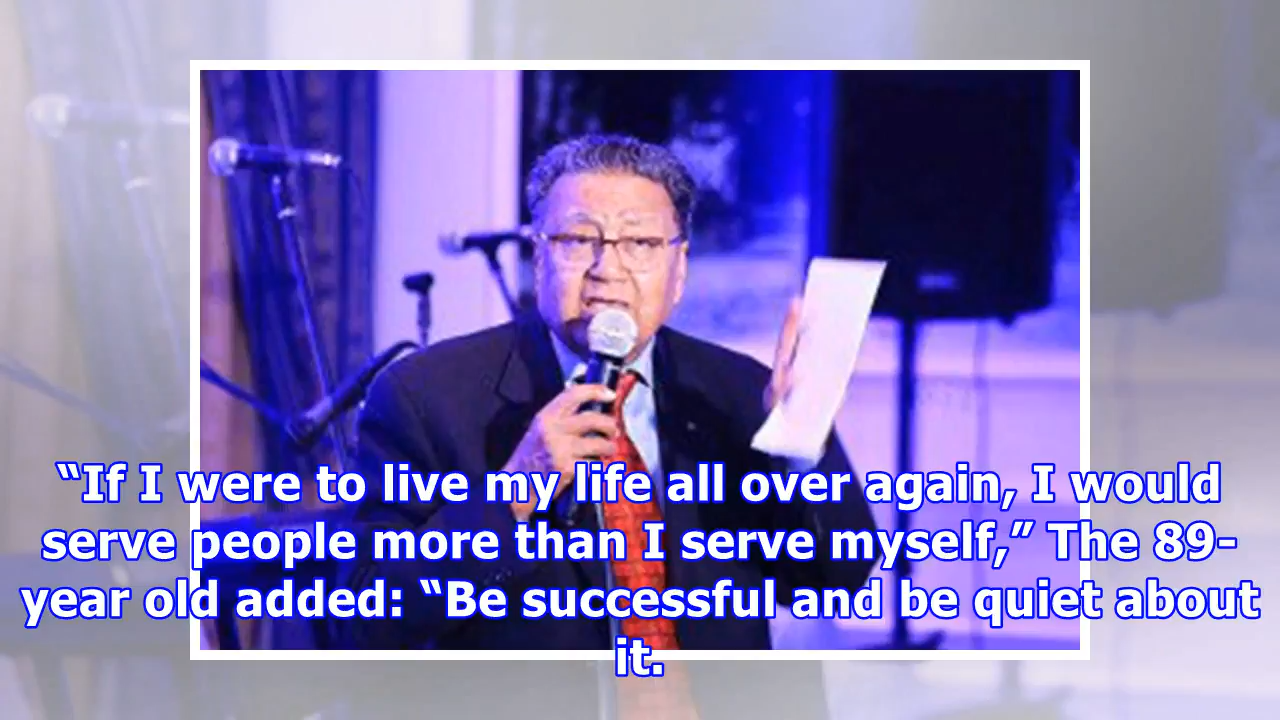 “If I were to live my life all over again, I would
serve people more than I serve myself,” The 89-
year old added: “Be successful and be quiet about
it.